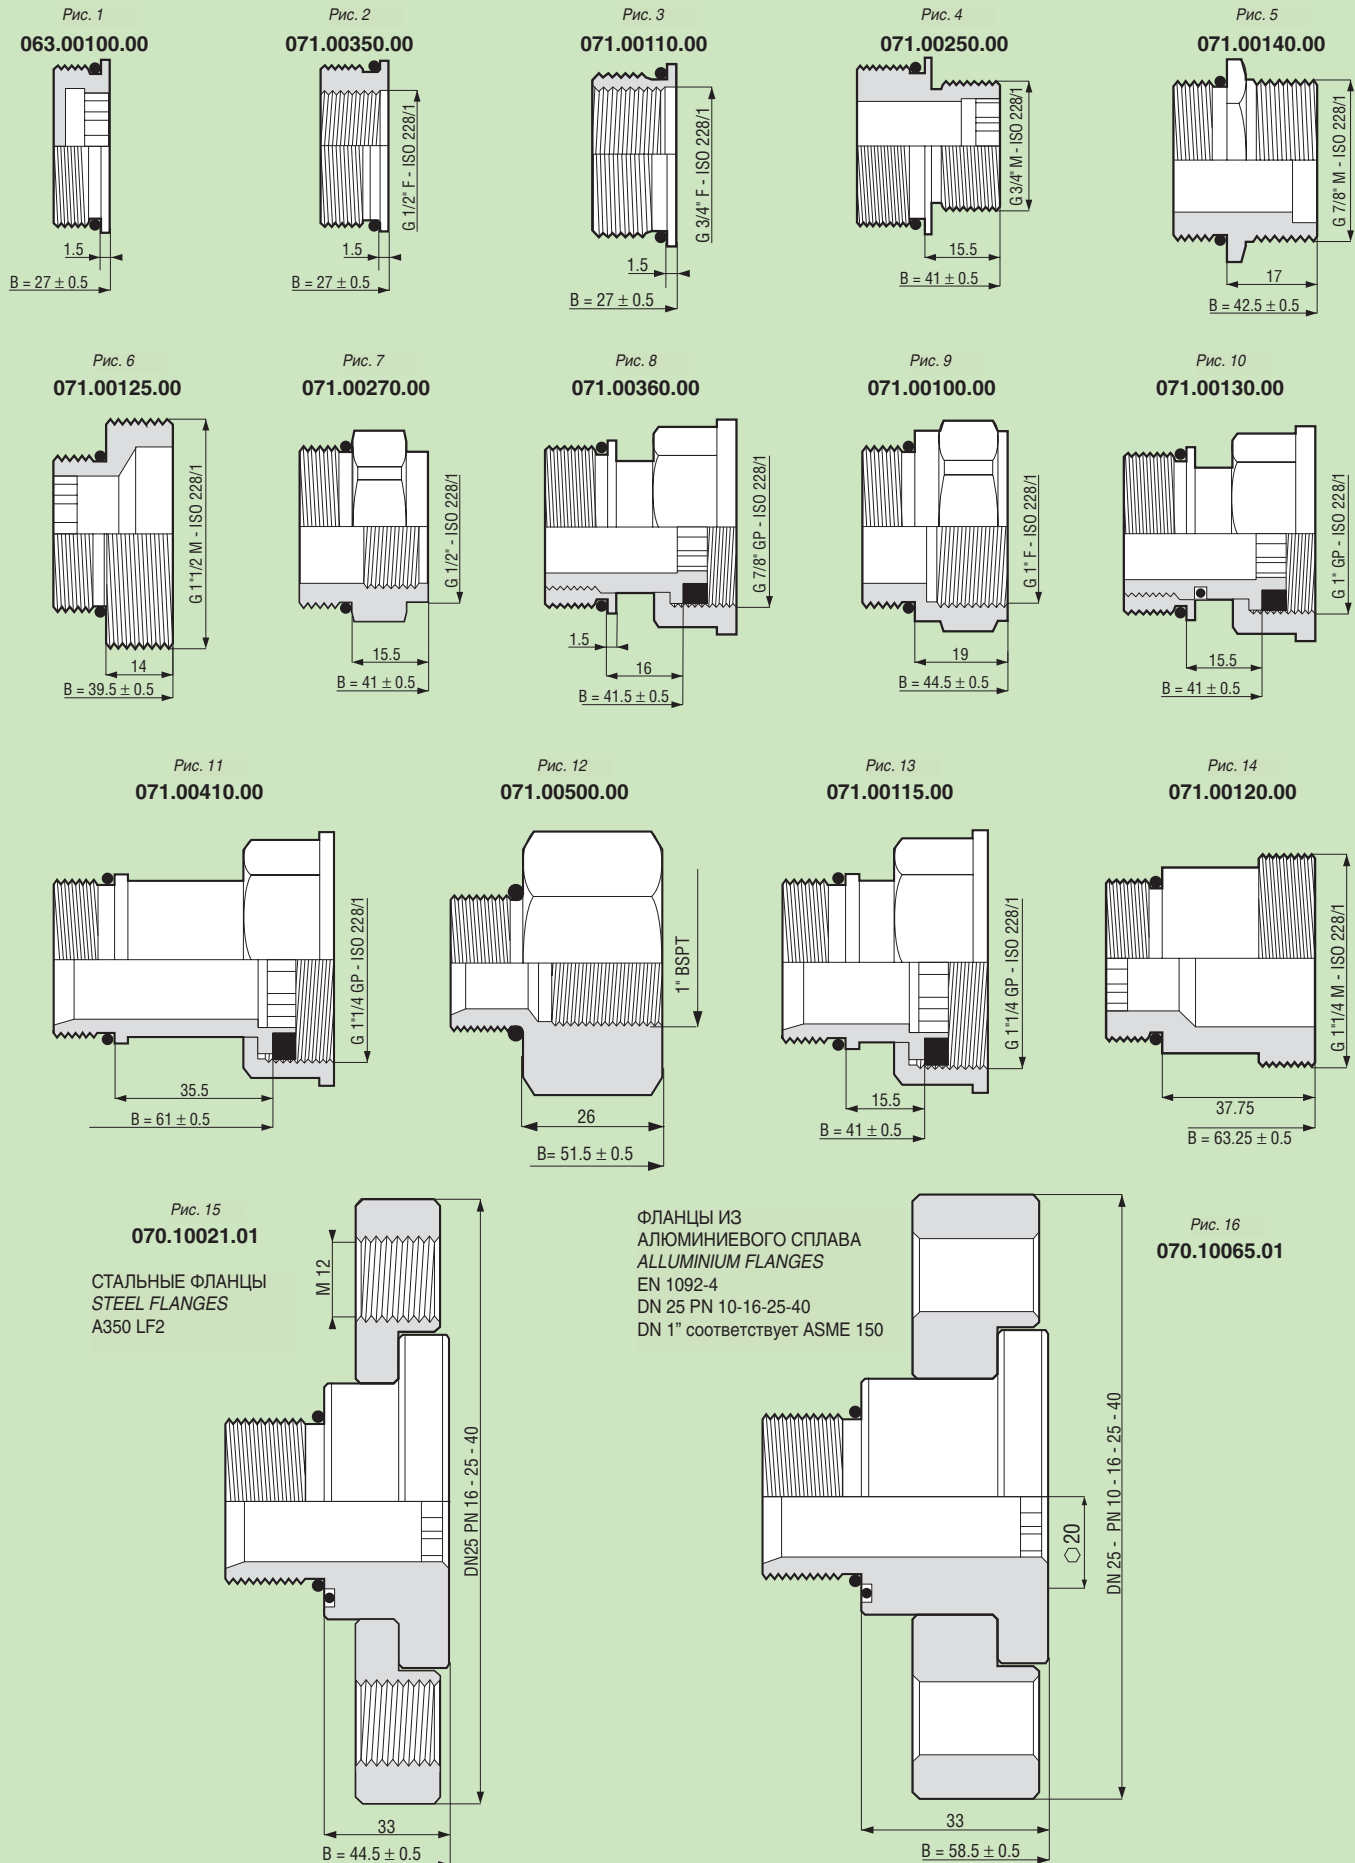 Рис. 1
063.00100.00
1.5
B = 27 ± 0.5
Рис. 2
071.00350.00
G 1/2" F - ISO 228/1
1.5
B = 27 ± 0.5
Рис. 3
071.00110.00
G 3/4" F - ISO 228/1
1.5
B = 27 ± 0.5
Рис. 4
071.00250.00
G 3/4" M - ISO 228/1
15.5
B = 41 ± 0.5
Рис. 5
071.00140.00
G 7/8" M - ISO 228/1
17
B = 42.5 ± 0.5
Рис. 6
071.00125.00
G 1"1/2 M - ISO 228/1
14
B = 39.5 ± 0.5
Рис. 7
071.00270.00
G 1/2" - ISO 228/1
15.5
B = 41 ± 0.5
Рис. 8
071.00360.00
G 7/8" GP - ISO 228/1
1.5
16
B = 41.5 ± 0.5
Рис. 9
071.00100.00
G 1" F - ISO 228/1
19
B = 44.5 ± 0.5
Рис. 10
071.00130.00
G 1" GP - ISO 228/1
15.5
B = 41 ± 0.5
Рис. 11
071.00410.00
G 1"1/4 GP - ISO 228/1
35.5
B = 61 ± 0.5
Рис. 12
071.00500.00
1" BSPT
26
B= 51.5 ± 0.5
Рис. 13
071.00115.00
G 1"1/4 GP - ISO 228/1
15.5
B = 41 ± 0.5
Рис. 14
071.00120.00
G 1"1/4 M - ISO 228/1
37.75
B = 63.25 ± 0.5
Рис. 15
070.10021.01
СТАЛЬНЫЕ ФЛАНЦЫ
STEEL FLANGES
A350 LF2
M 12
DN25 PN 16 - 25 - 40
33
B = 44.5 ± 0.5
ФЛАНЦЫ ИЗ
АЛЮМИНИЕВОГО СПЛАВА
ALLUMINIUM FLANGES
EN 1092-4
DN 25 PN 10-16-25-40
DN 1” соответствует ASME 150
Рис. 16
070.10065.01
20
DN 25 - PN 10 - 16 - 25 - 40
33
B = 58.5 ± 0.5